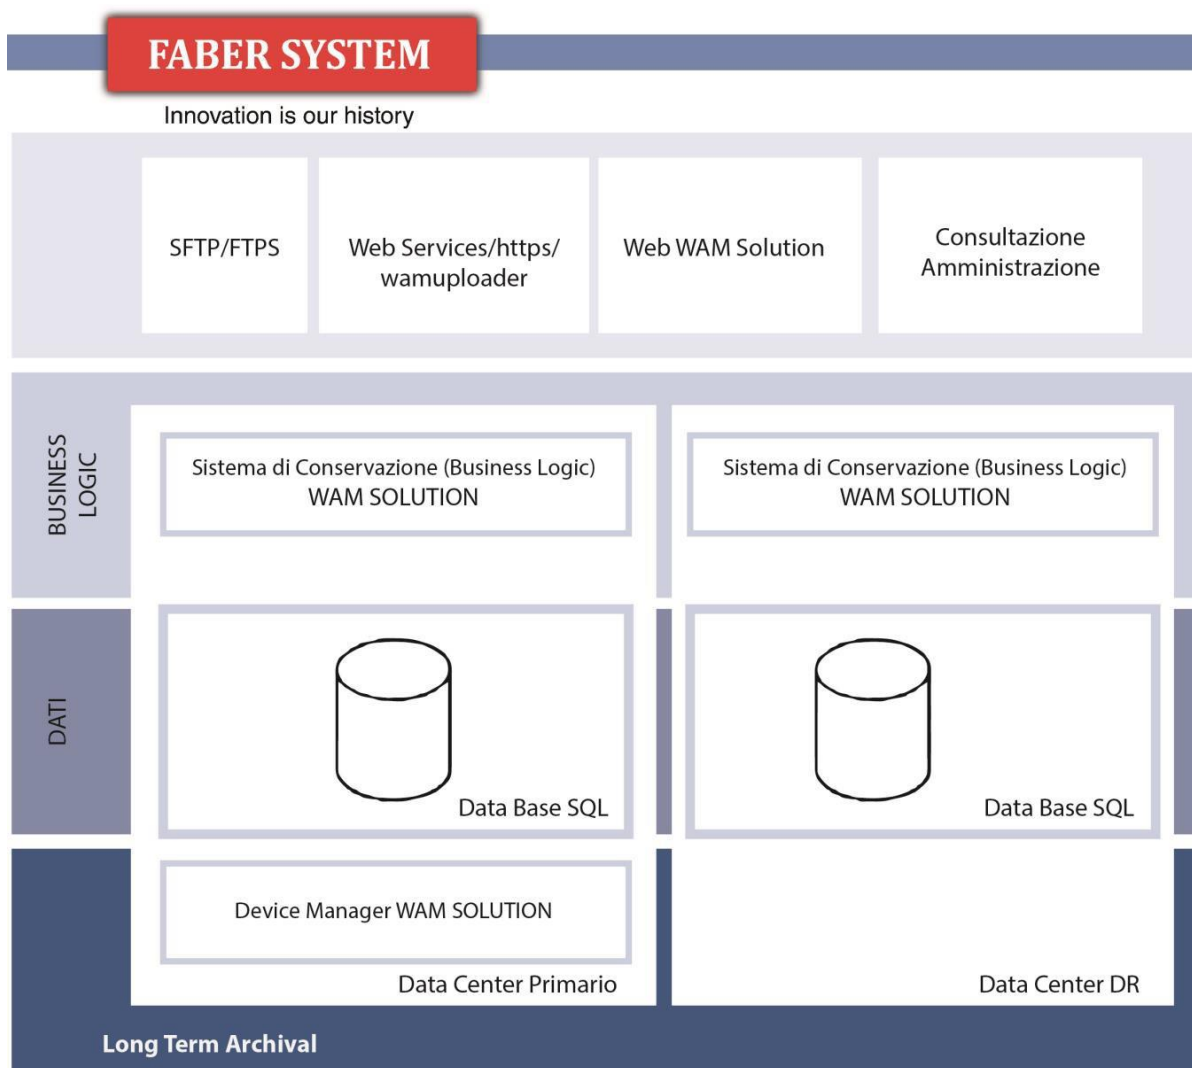 FABER SYSTEM
Innovation is our history
SFTP/FTPS
Web Services/https/
wamuploader
Web WAM Solution
Consultazione
Amministrazione
BUSINESS
LOGIC
Sistema di Conservazione (Business Logic)
WAM SOLUTION
Sistema di Conservazione (Business Logic)
WAM SOLUTION
DATI
Data Base SQL
Data Base SQL
Device Manager WAM SOLUTION
Data Center Primario
Data Center DR
Long Term Archival